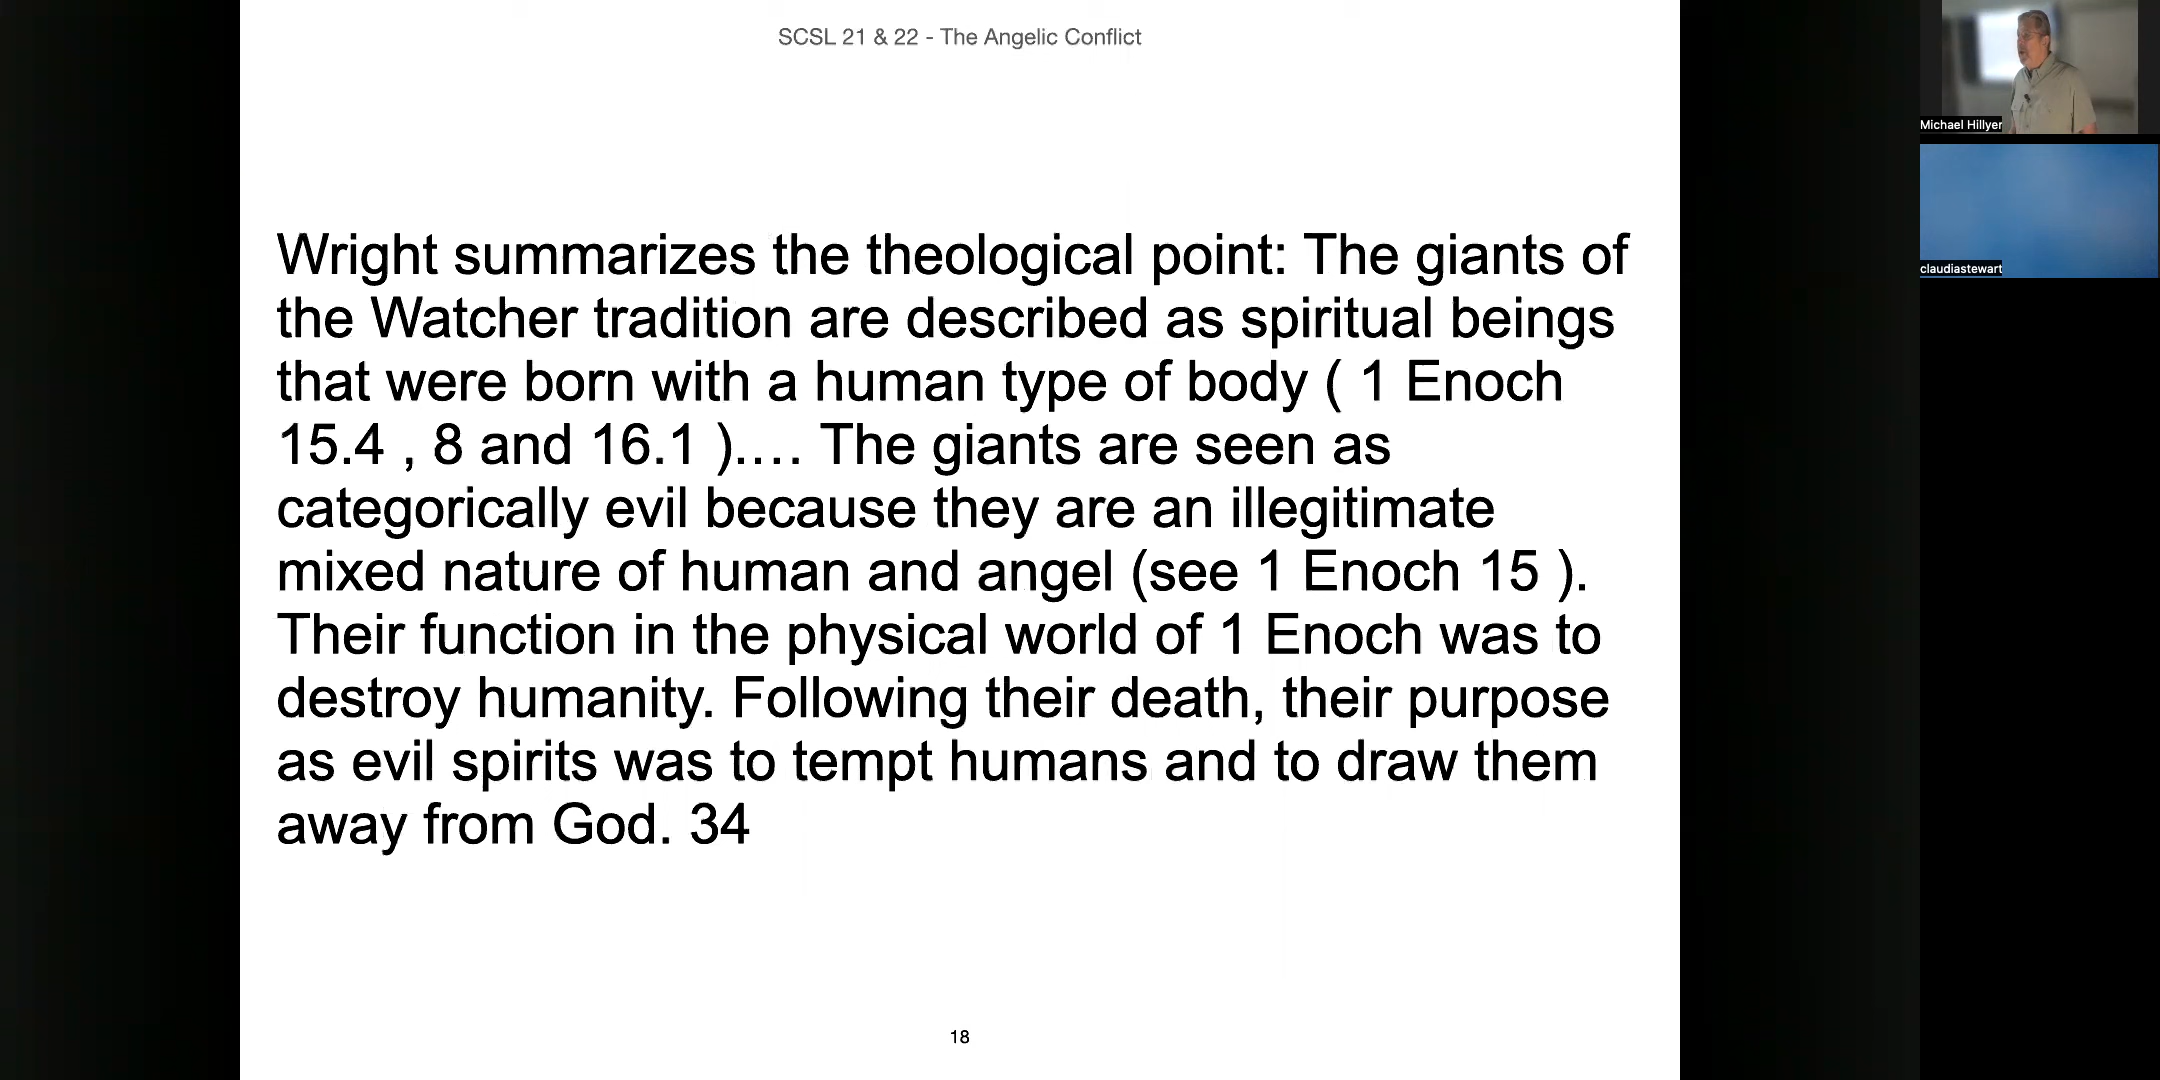 SCSL 21 & 22 - The Angelic Conflict
Wright summarizes the theological point: The giants of
the Watcher tradition are described as spiritual beings
that were born with a human type of body ( 1 Enoch
15.4 , 8 and 16.1 ).... The giants are seen as
categorically evil because they are an illegitimate
mixed nature of human and angel (see 1 Enoch 15 ).
Their function in the physical world of 1 Enoch was to
destroy humanity. Following their death, their purpose
as evil spirits was to tempt humans and to draw them
away from God. 34
18
Michael Hillyer
claudiastewart